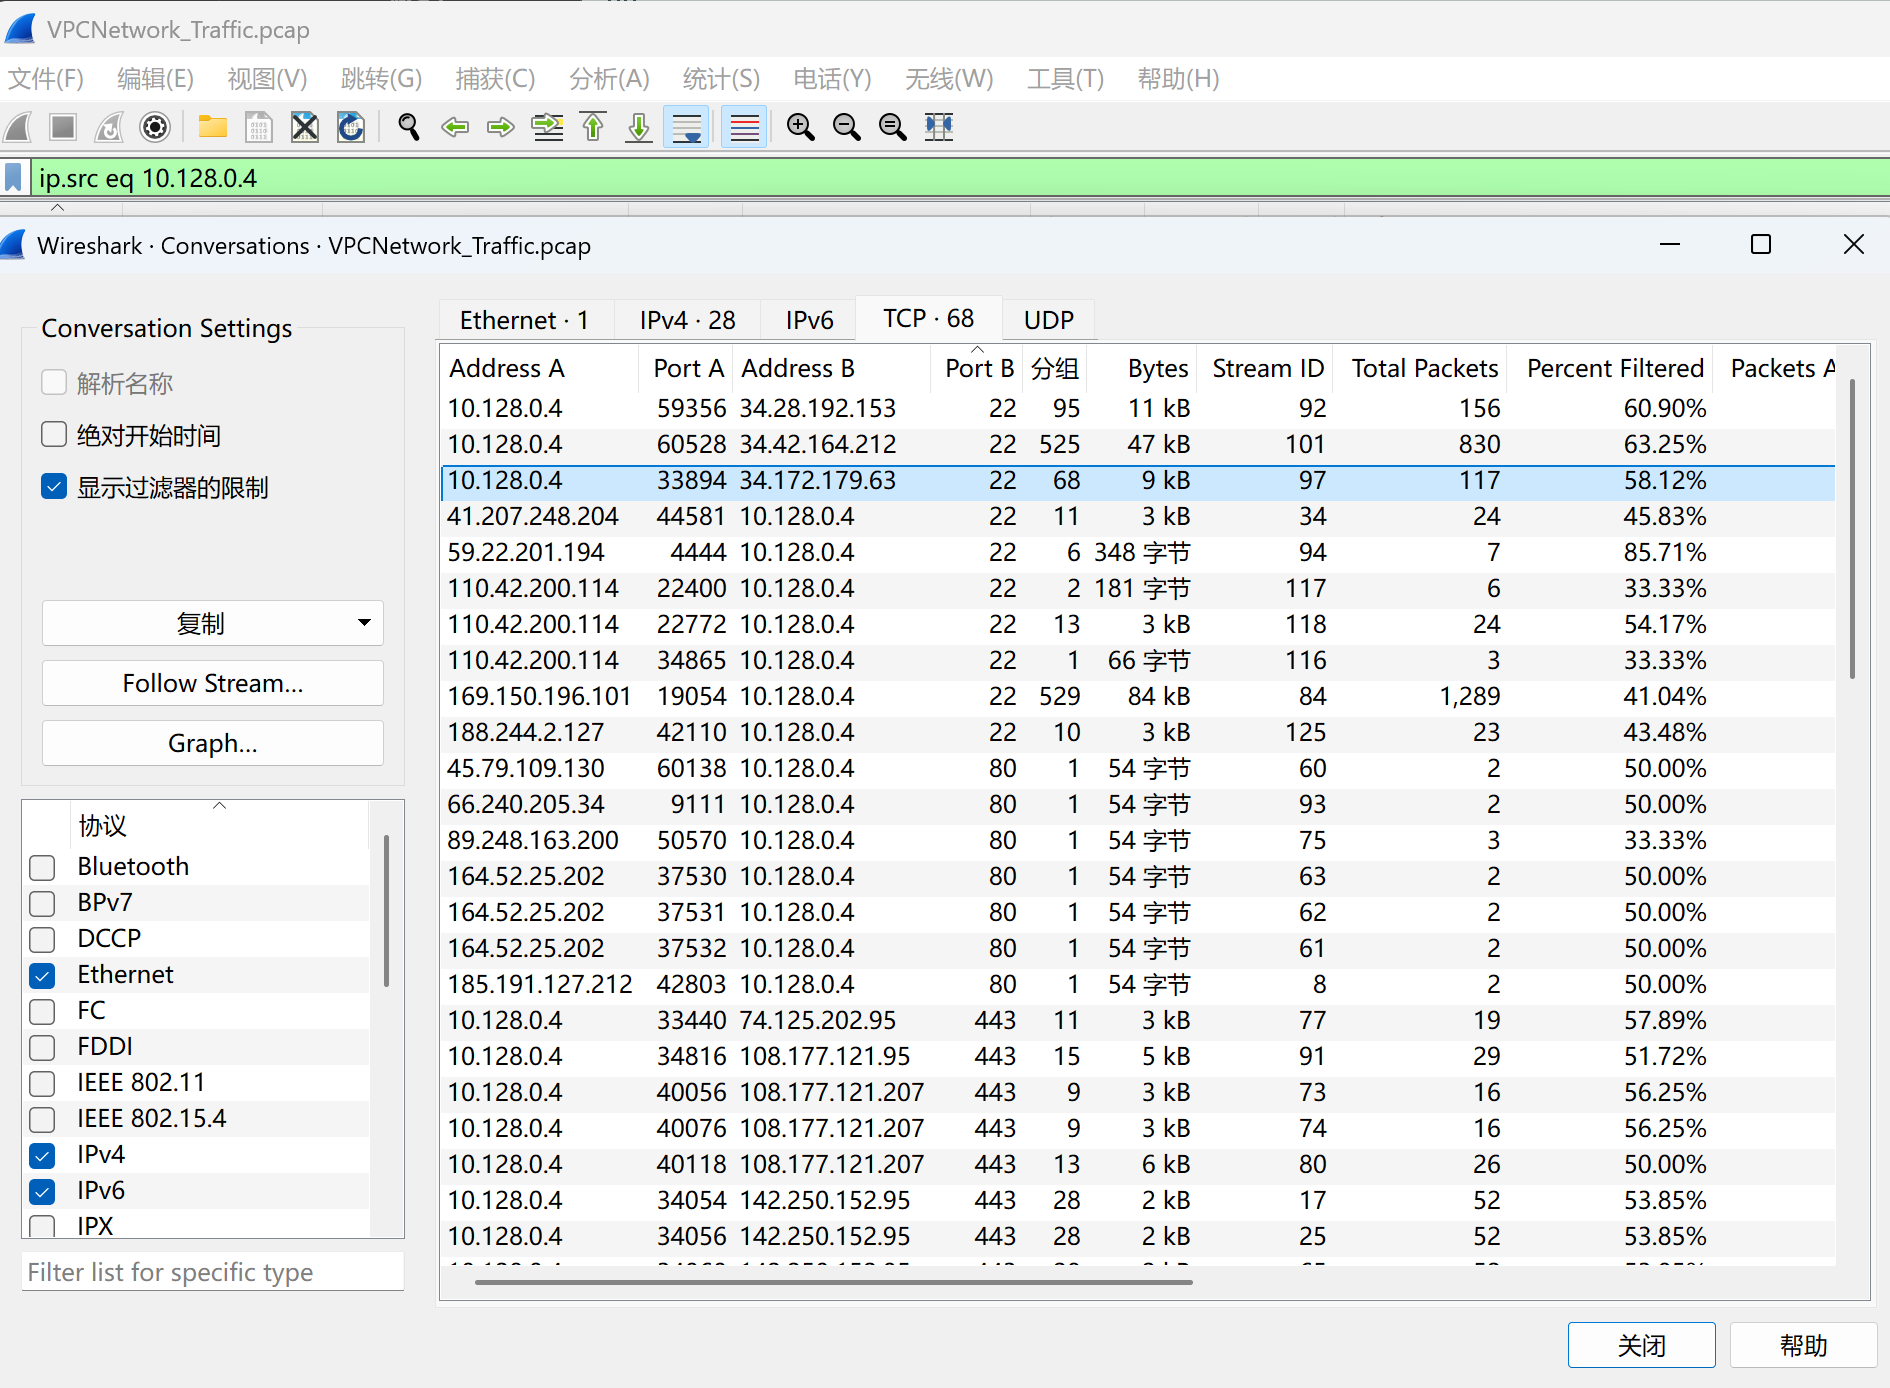 VPCNetwork_Traffic.pcap
文件(F) 编辑(E) 视图(V) 跳转(G) 捕获(C) 分析(A) 统计(S) 电话(Y) 无线(W) 工具(T) 帮助(H)
ip.src eq 10.128.0.4
Wireshark · Conversations · VPCNetwork_Traffic.pcap
Conversation Settings
解析名称
绝对开始时间
显示过滤器的限制
复制
Follow Stream...
Graph...
协议
Bluetooth
BPv7
DCCP
Ethernet
FC
FDDI
IEEE 802.11
IEEE 802.15.4
IPv4
IPv6
IPX
Filter list for specific type
Ethernet · 1 IPv4 · 28 IPv6 TCP · 68 UDP
Address A Port A Address B Port B 分组 Bytes Stream ID Total Packets Percent Filtered Packets A
10.128.0.4 59356 34.28.192.153 22 95 11 kB 92 156 60.90%
10.128.0.4 60528 34.42.164.212 22 525 47 kB 101 830 63.25%
10.128.0.4 33894 34.172.179.63 22 68 9 kB 97 117 58.12%
41.207.248.204 44581 10.128.0.4 22 11 3 kB 34 24 45.83%
59.22.201.194 4444 10.128.0.4 22 6 348 字节 94 7 85.71%
110.42.200.114 22400 10.128.0.4 22 2 181 字节 117 6 33.33%
110.42.200.114 22772 10.128.0.4 22 13 3 kB 118 24 54.17%
110.42.200.114 34865 10.128.0.4 22 1 66 字节 116 3 33.33%
169.150.196.101 19054 10.128.0.4 22 529 84 kB 84 1,289 41.04%
188.244.2.127 42110 10.128.0.4 22 10 3 kB 125 23 43.48%
45.79.109.130 60138 10.128.0.4 80 1 54 字节 60 2 50.00%
66.240.205.34 9111 10.128.0.4 80 1 54 字节 93 2 50.00%
89.248.163.200 50570 10.128.0.4 80 1 54 字节 75 3 33.33%
164.52.25.202 37530 10.128.0.4 80 1 54 字节 63 2 50.00%
164.52.25.202 37531 10.128.0.4 80 1 54 字节 62 2 50.00%
164.52.25.202 37532 10.128.0.4 80 1 54 字节 61 2 50.00%
185.191.127.212 42803 10.128.0.4 80 1 54 字节 8 2 50.00%
10.128.0.4 33440 74.125.202.95 443 11 3 kB 77 19 57.89%
10.128.0.4 34816 108.177.121.95 443 15 5 kB 91 29 51.72%
10.128.0.4 40056 108.177.121.207 443 9 3 kB 73 16 56.25%
10.128.0.4 40076 108.177.121.207 443 9 3 kB 74 16 56.25%
10.128.0.4 40118 108.177.121.207 443 13 6 kB 80 26 50.00%
10.128.0.4 34054 142.250.152.95 443 28 2 kB 17 52 53.85%
10.128.0.4 34056 142.250.152.95 443 28 2 kB 25 52 53.85%
关闭 帮助